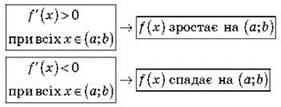 f′(x)>0
при всіх x∈(a;b) → f(x) зростає на (a;b)
f′(x)<0
при всіх x∈(a;b) → f(x) спадає на (a;b)